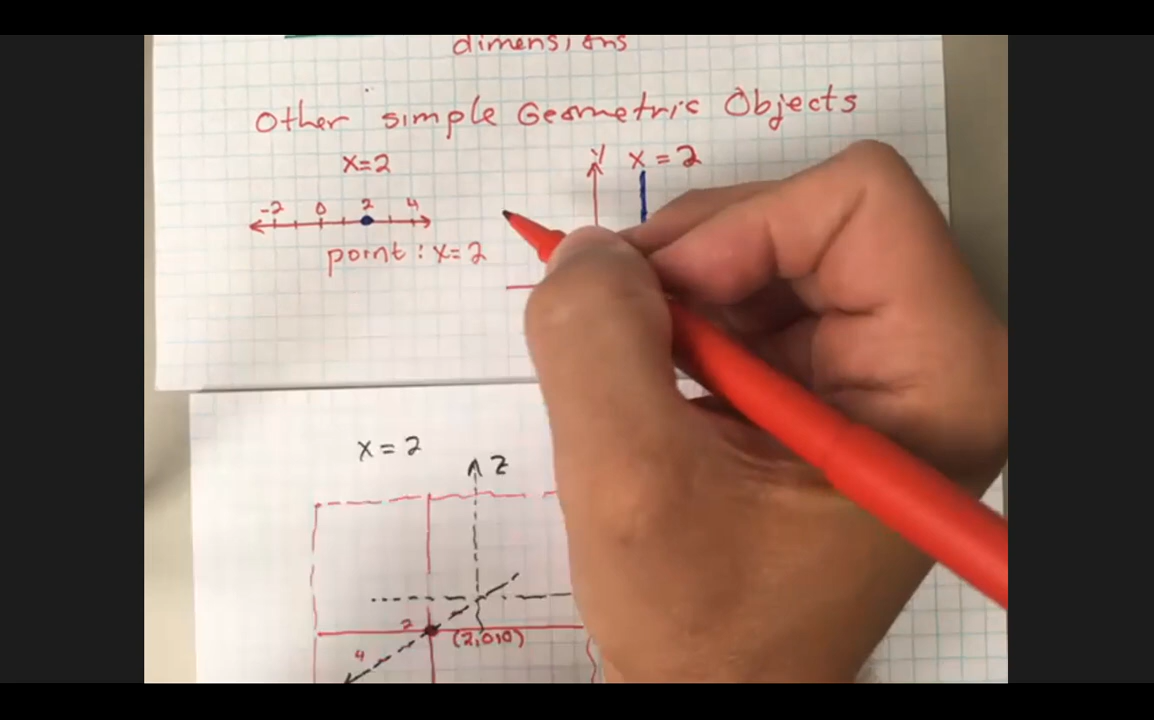 dimensions
Other simple Geometric Objects
x=2
-2 0 2 4
point : x=2
Y x = 2
x = 2
Z
2
(2,0,0)
4